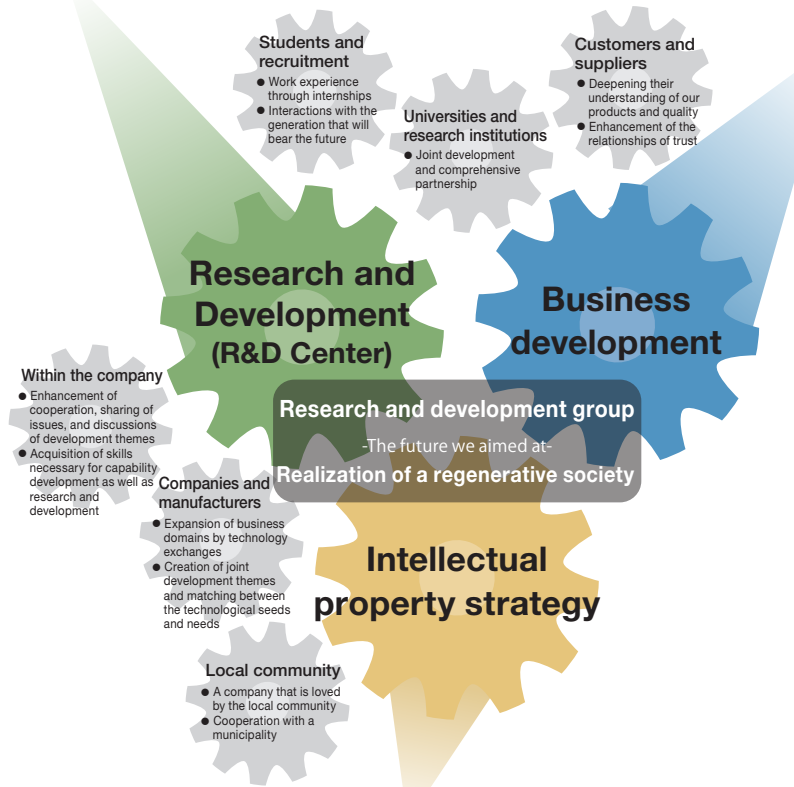 Students and
recruitment
● Work experience
through internships
● Interactions with the
generation that will
bear the future
Universities and
research institutions
● Joint development
and comprehensive
partnership
Customers and
suppliers
● Deepening their
understanding of our
products and quality
● Enhancement of the
relationships of trust
Research and
Development
(R&D Center)
Business
development
Research and development group
-The future we aimed at-
Realization of a regenerative society
Within the company
● Enhancement of
cooperation, sharing of
issues, and discussions
of development themes
● Acquisition of skills
necessary for capability
development as well as
research and
development
Companies and
manufacturers
● Expansion of business
domains by technology
exchanges
● Creation of joint
development themes
and matching between
the technological seeds
and needs
Intellectual
property strategy
Local community
● A company that is loved
by the local community
● Cooperation with a
municipality